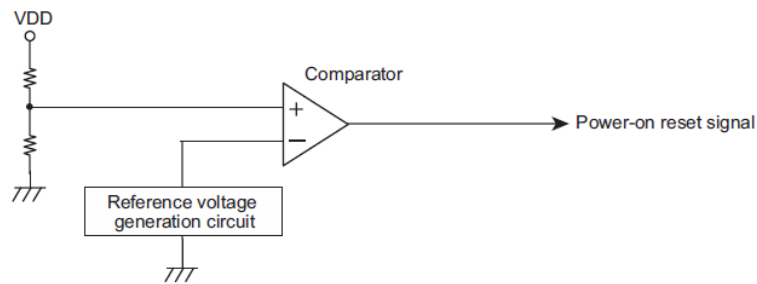 VDD
Comparator
+
−
Power-on reset signal
Reference voltage
generation circuit